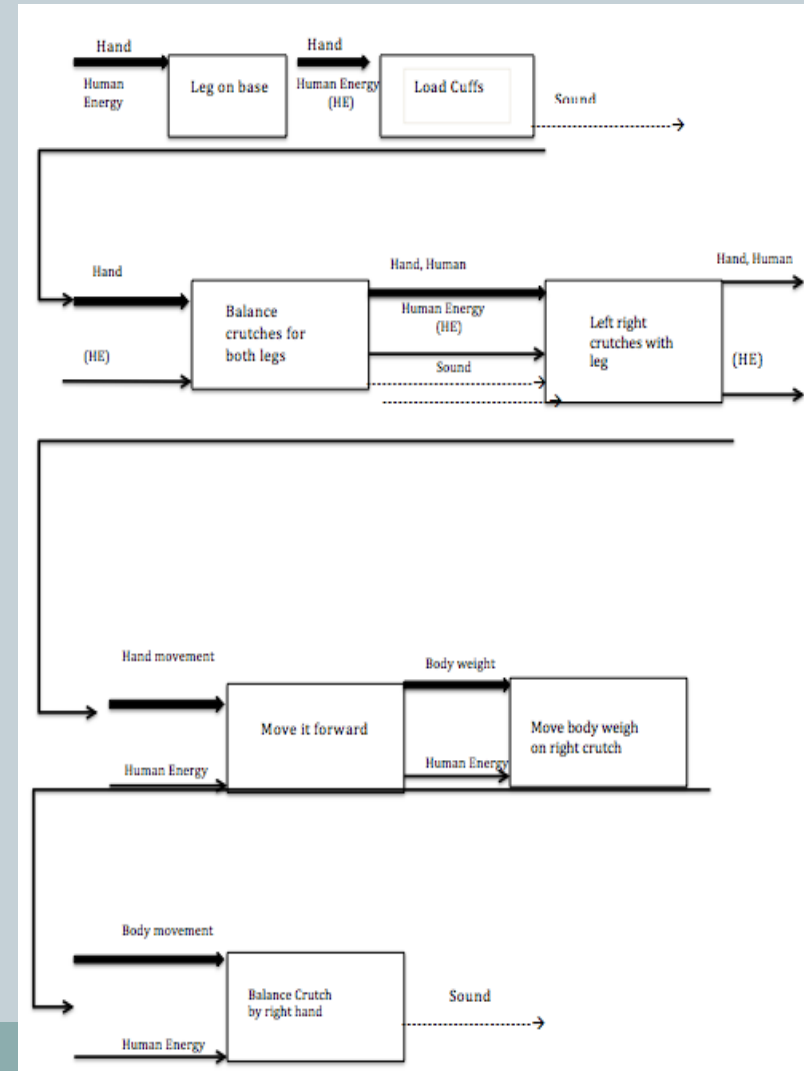 Hand
Hand
Human
Energy
Leg on base
Human Energy
(HE)
Load Cuffs
Sound
Hand
(HE)
Balance
crutches for
both legs
Hand, Human
Human Energy
(HE)
Sound
Left right
crutches with
leg
Hand, Human
(HE)
Hand movement
Human Energy
Move it forward
Body weight
Human Energy
Move body weigh
on right crutch
Body movement
Human Energy
Balance Crutch
by right hand
Sound